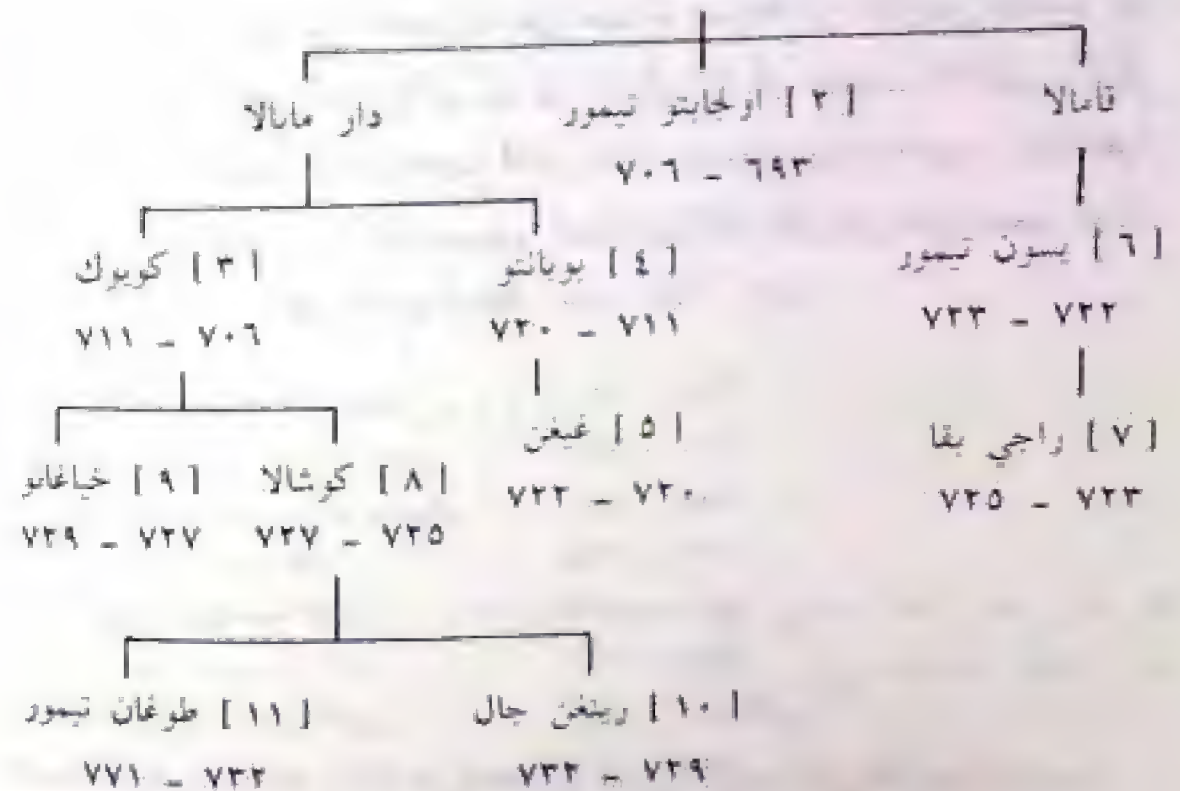 قامالا [ ٢ ] اولجايتو تيمور دار مابالا
٦٩٣ - ٧٠٦
[ ٦ ] يسون تيمور [ ٤ ] بويانتو [ ٣ ] كويوك
٧٢٢ - ٧٢٣ ٧١١ - ٧٢٠ ٧٠٦ - ٧١١
[ ٧ ] راجي بقا [ ٥ ] غيغن
٧٢٣ - ٧٢٥ ٧٢٠ - ٧٢٢
[ ٨ ] كوشالا [ ٩ ] خياغاتو
٧٢٥ - ٧٢٧ ٧٢٧ - ٧٢٩
[ ١٠ ] رينغن جال [ ١١ ] طوغان تيمور
٧٢٩ - ٧٣٢ ٧٣٢ - ٧٧١